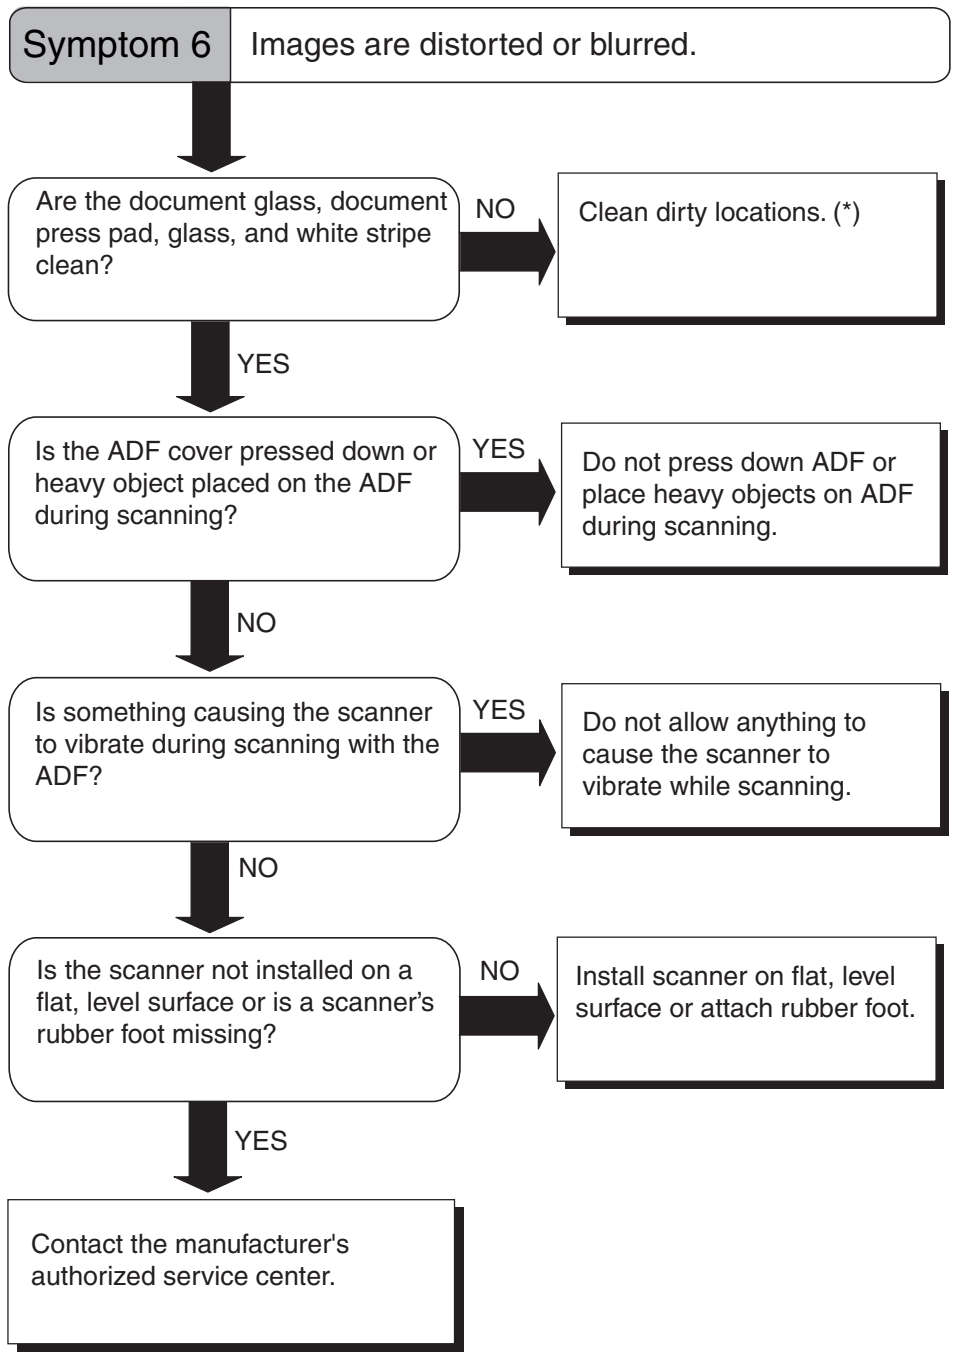 Symptom 6
Images are distorted or blurred.
Are the document glass, document
press pad, glass, and white stripe
clean?
NO
Clean dirty locations. (*)
YES
Is the ADF cover pressed down or
heavy object placed on the ADF
during scanning?
YES
Do not press down ADF or
place heavy objects on ADF
during scanning.
NO
Is something causing the scanner
to vibrate during scanning with the
ADF?
YES
Do not allow anything to
cause the scanner to
vibrate while scanning.
NO
Is the scanner not installed on a
flat, level surface or is a scanner's
rubber foot missing?
NO
Install scanner on flat, level
surface or attach rubber foot.
YES
Contact the manufacturer's
authorized service center.